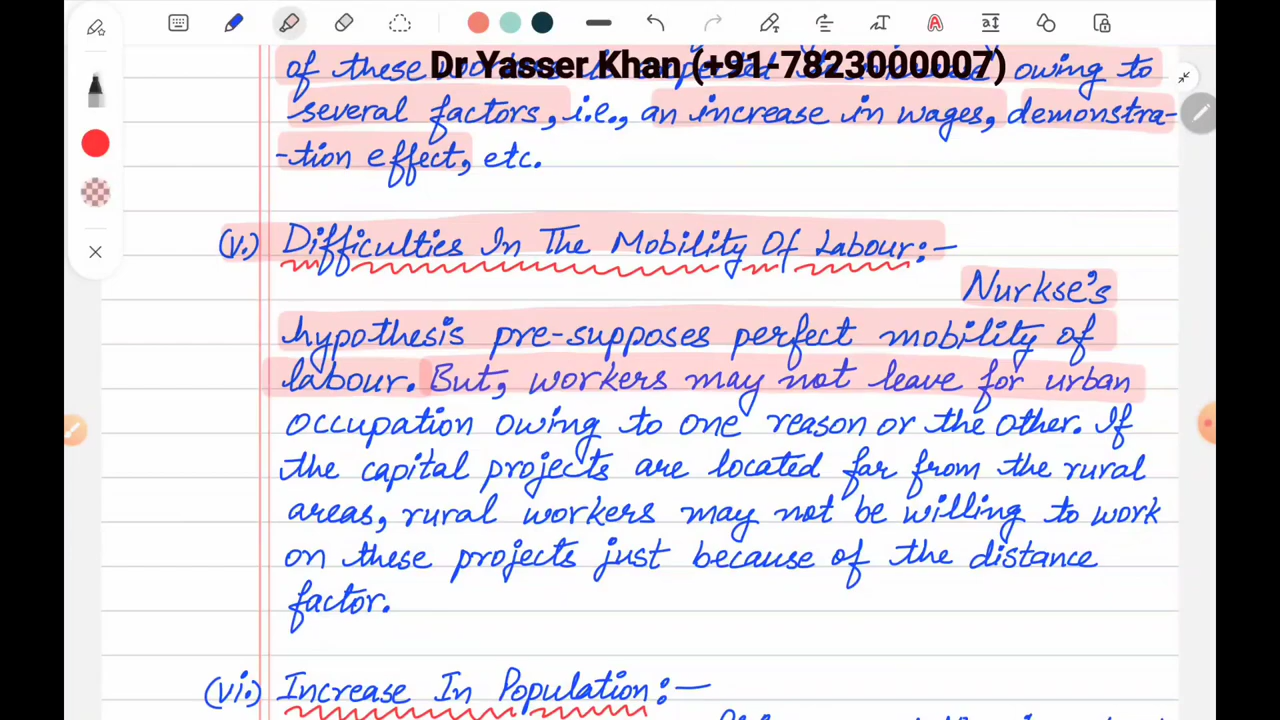 Dr Yasser Khan (+91-7823000007)
of these owing to
several factors, i.e., an increase in wages, demonstra-
-tion effect, etc.
(v.) Difficulties In The Mobility Of Labour:-
Nurkse's
hypothesis pre-supposes perfect mobility of
labour. But, workers may not leave for urban
occupation owing to one reason or the other. If
the capital projects are located far from the rural
areas, rural workers may not be willing to work
on these projects just because of the distance
factor.
(vi.) Increase In Population:-